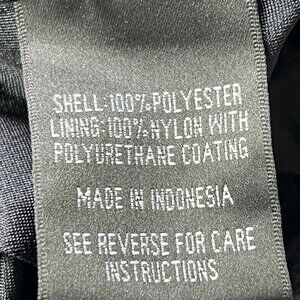 SHELL:100%POLYESTER
LINING:100%NYLON WITH
POLYURETHANE COATING
MADE IN INDONESIA
SEE REVERSE FOR CARE
INSTRUCTIONS